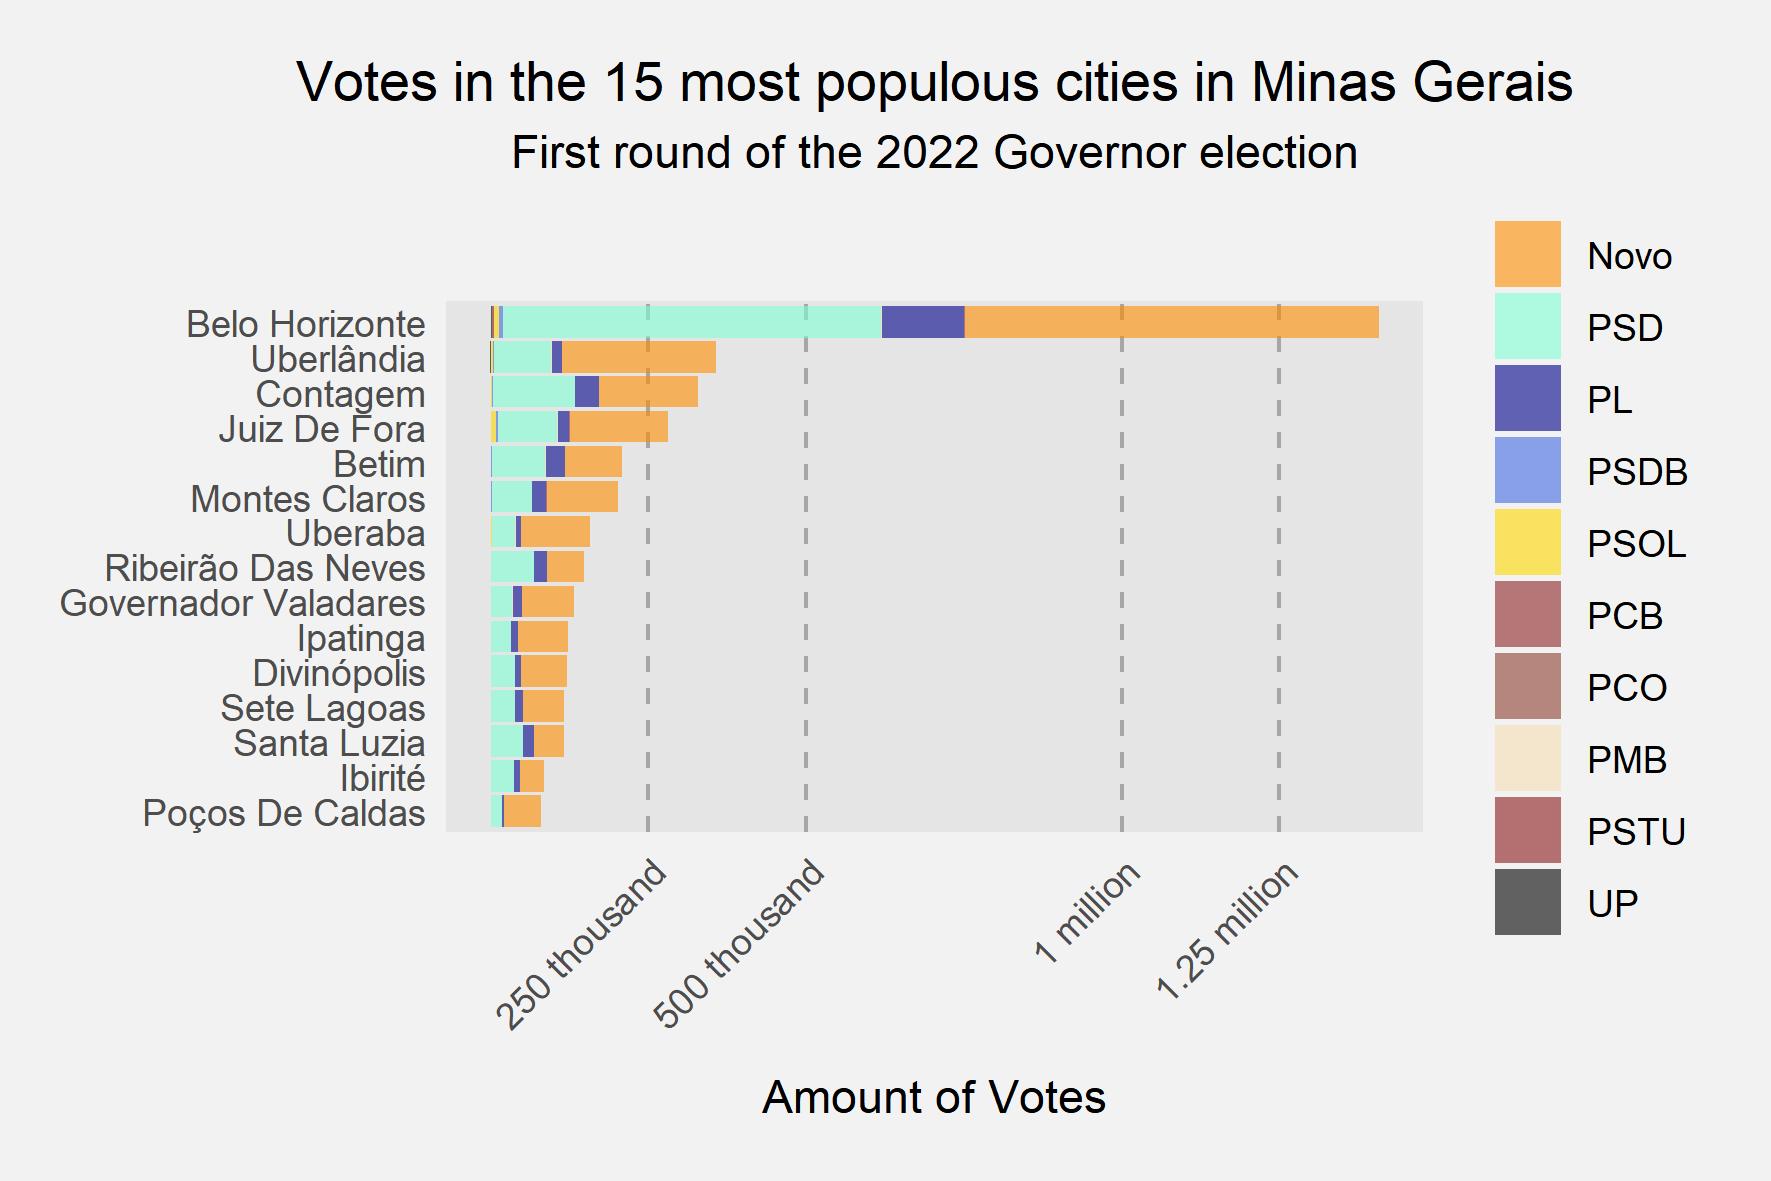 Votes in the 15 most populous cities in Minas Gerais
First round of the 2022 Governor election
Belo Horizonte
Uberlândia
Contagem
Juiz De Fora
Betim
Montes Claros
Uberaba
Ribeirão Das Neves
Governador Valadares
Ipatinga
Divinópolis
Sete Lagoas
Santa Luzia
Ibirité
Poços De Caldas
250 thousand
500 thousand
1 million
1.25 million
Amount of Votes
Novo
PSD
PL
PSDB
PSOL
PCB
PCO
PMB
PSTU
UP